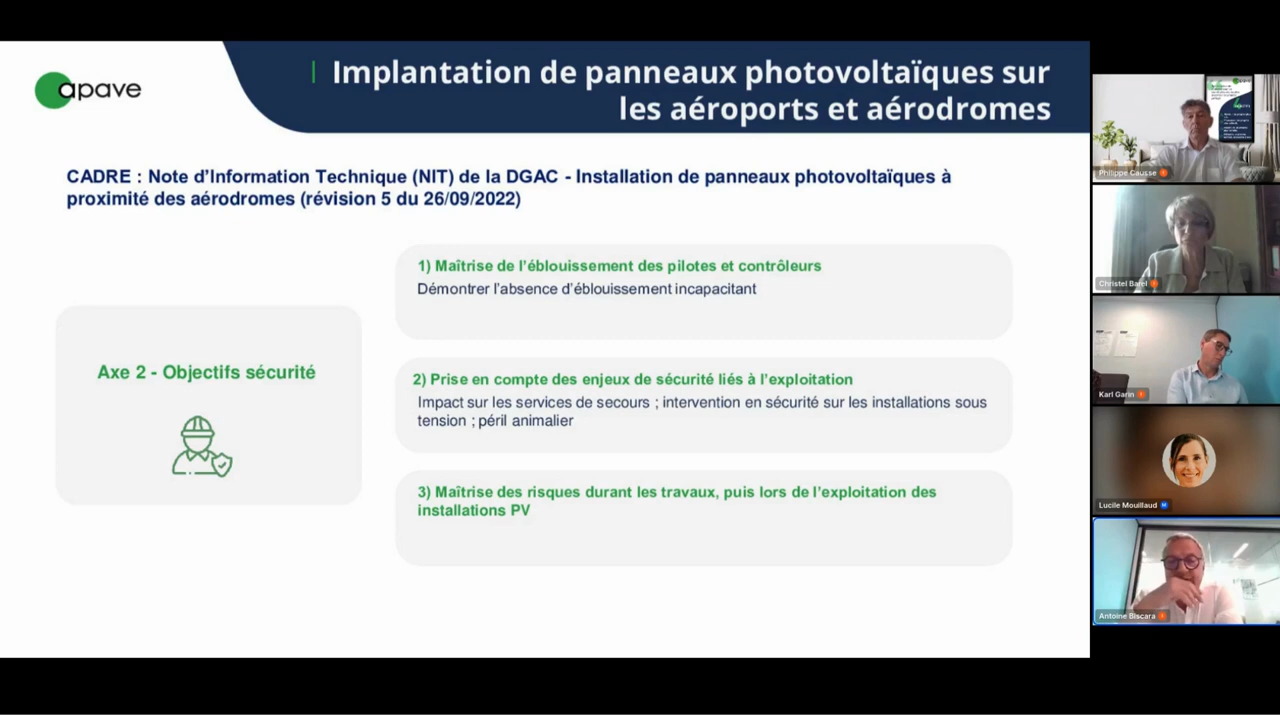 apave
| Implantation de panneaux photovoltaïques sur
les aéroports et aérodromes
CADRE : Note d'Information Technique (NIT) de la DGAC - Installation de panneaux photovoltaïques à
proximité des aérodromes (révision 5 du 26/09/2022)
Axe 2 - Objectifs sécurité
1) Maîtrise de l'éblouissement des pilotes et contrôleurs
Démontrer l'absence d'éblouissement incapacitant
2) Prise en compte des enjeux de sécurité liés à l'exploitation
Impact sur les services de secours ; intervention en sécurité sur les installations sous
tension ; péril animalier
3) Maîtrise des risques durant les travaux, puis lors de l'exploitation des
installations PV
Philippe Causse
Christel Barel
Karl Garin
Lucile Mouillaud
Antoine Biscara